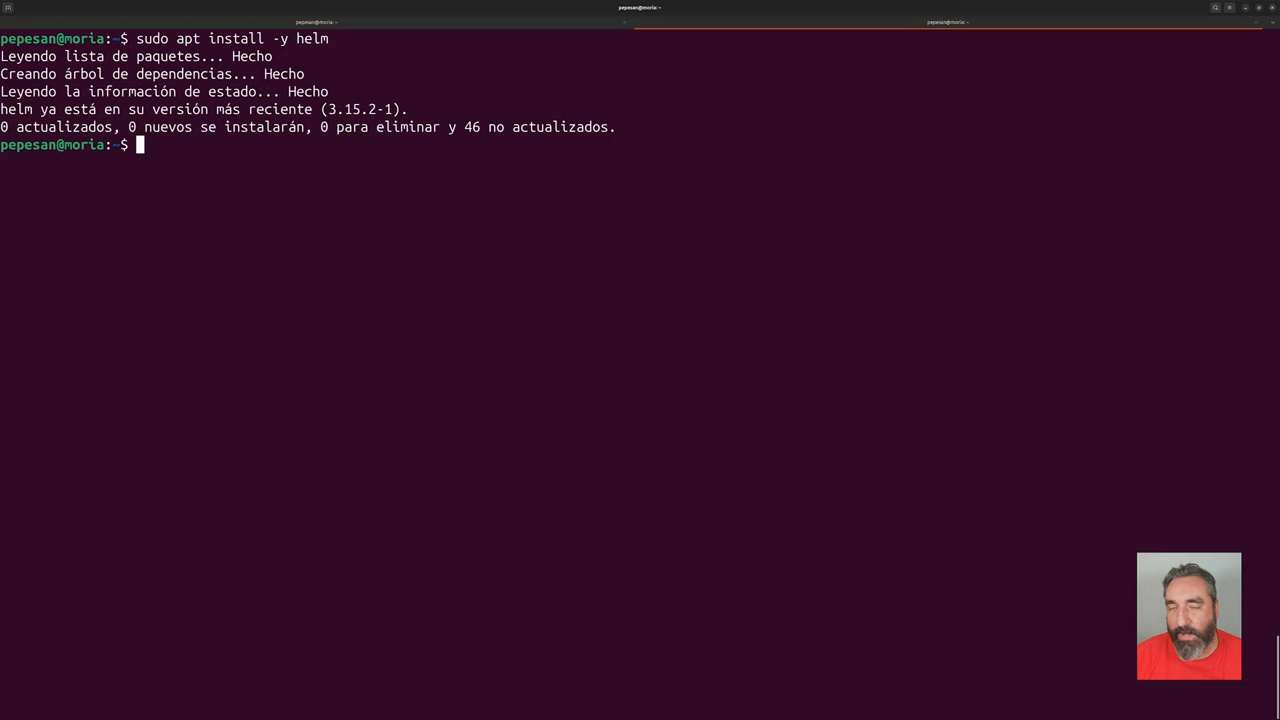 pepesan@moria: ~
pepesan@moria: ~
pepesan@moria: ~
pepesan@moria:~$ sudo apt install -y helm
Leyendo lista de paquetes... Hecho
Creando árbol de dependencias... Hecho
Leyendo la información de estado... Hecho
helm ya está en su versión más reciente (3.15.2-1).
0 actualizados, 0 nuevos se instalarán, 0 para eliminar y 46 no actualizados.
pepesan@moria:~$